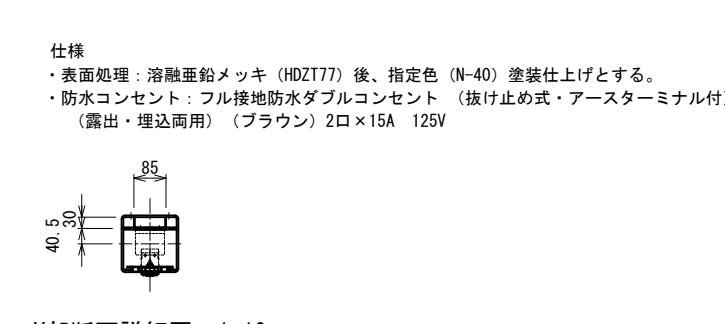 仕様
・表面処理：溶融亜鉛メッキ（HDZT77）後、指定色（N-40）塗装仕上げとする。
・防水コンセント：フル接地防水ダブルコンセント （抜け止め式・アースターミナル付）
（露出・埋込両用）（ブラウン）2口×15A 125V
85
30
40.5